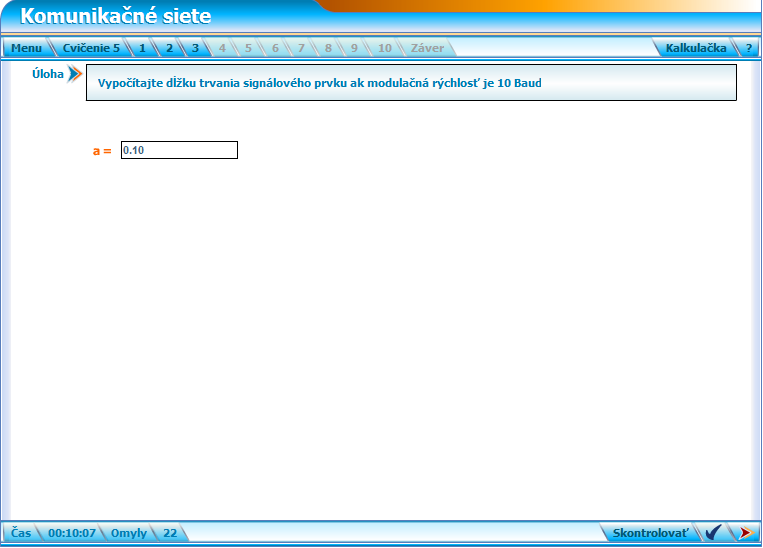 Komunikačné siete
Menu Cvičenie 5 1 2 3 4 5 6 7 8 9 10 Záver Kalkulačka ?
Úloha
Vypočítajte dĺžku trvania signálového prvku ak modulačná rýchlosť je 10 Baud
a = 0.10
Čas 00:10:07 Omyly 22 Skontrolovať